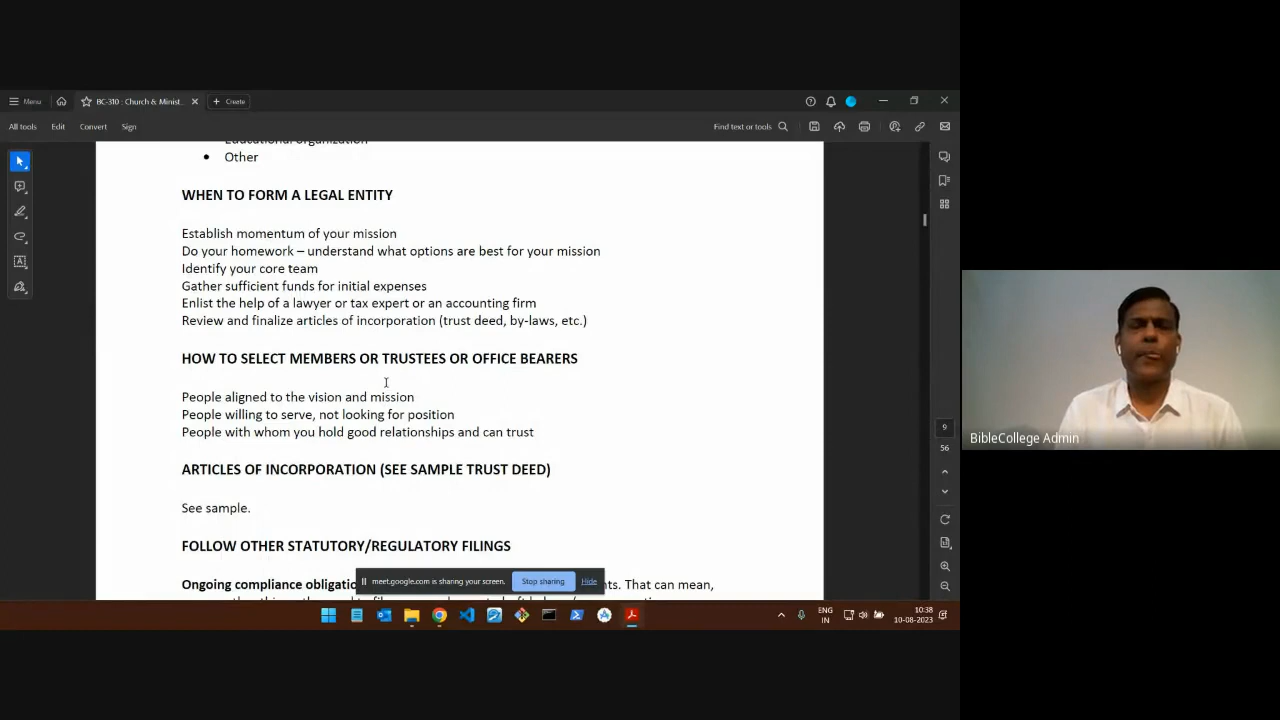 Menu
BC-310 : Church & Minist...
Create
All tools Edit Convert Sign
Find text or tools
Educational organization
• Other
WHEN TO FORM A LEGAL ENTITY
Establish momentum of your mission
Do your homework – understand what options are best for your mission
Identify your core team
Gather sufficient funds for initial expenses
Enlist the help of a lawyer or tax expert or an accounting firm
Review and finalize articles of incorporation (trust deed, by-laws, etc.)
HOW TO SELECT MEMBERS OR TRUSTEES OR OFFICE BEARERS
People aligned to the vision and mission
People willing to serve, not looking for position
People with whom you hold good relationships and can trust
ARTICLES OF INCORPORATION (SEE SAMPLE TRUST DEED)
See sample.
FOLLOW OTHER STATUTORY/REGULATORY FILINGS
Ongoing compliance obligatio
nts. That can mean,
meet.google.com is sharing your screen. Stop sharing Hide
9
56
BibleCollege Admin
ENG
IN
10:38
10-08-2023